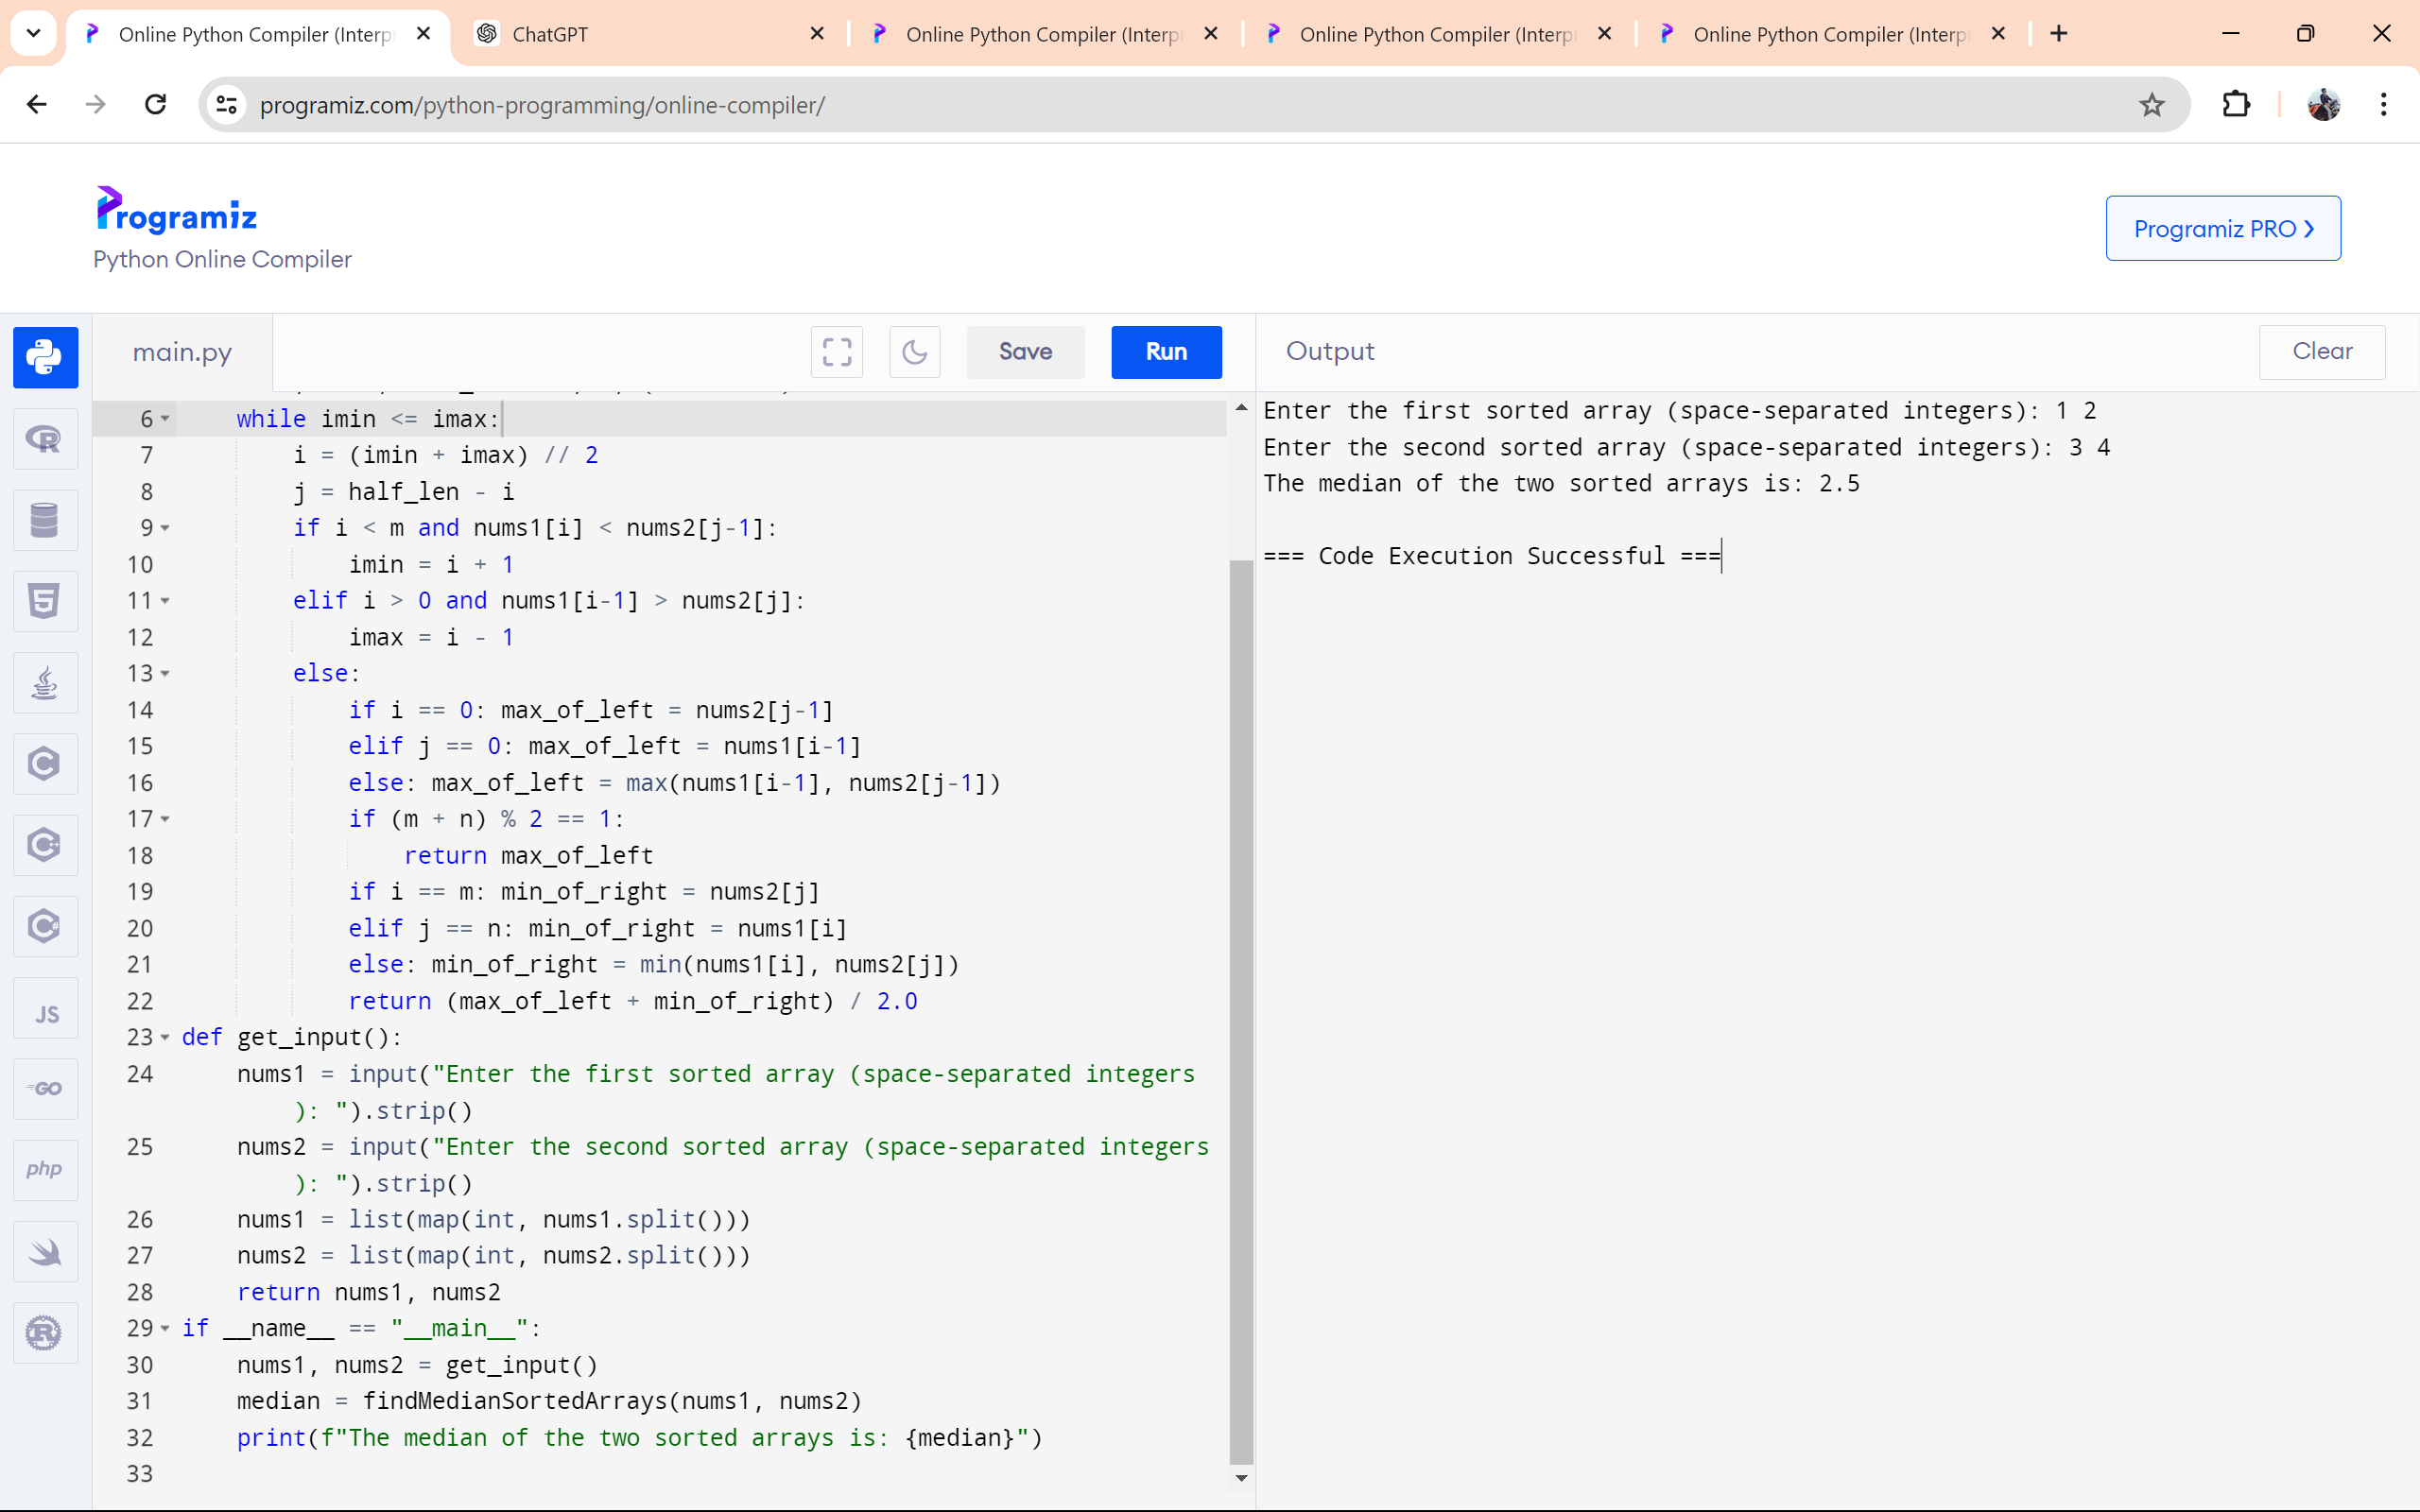 Online Python Compiler (Interp
ChatGPT
Online Python Compiler (Interp
Online Python Compiler (Interp
Online Python Compiler (Interp
programiz.com/python-programming/online-compiler/
Programiz
Python Online Compiler
Programiz PRO
main.py
Save
Run
Output
Clear
6 while imin <= imax:
7 i = (imin + imax) // 2
8 j = half_len - i
9 if i < m and nums1[i] < nums2[j-1]:
10 imin = i + 1
11 elif i > 0 and nums1[i-1] > nums2[j]:
12 imax = i - 1
13 else:
14 if i == 0: max_of_left = nums2[j-1]
15 elif j == 0: max_of_left = nums1[i-1]
16 else: max_of_left = max(nums1[i-1], nums2[j-1])
17 if (m + n) % 2 == 1:
18 return max_of_left
19 if i == m: min_of_right = nums2[j]
20 elif j == n: min_of_right = nums1[i]
21 else: min_of_right = min(nums1[i], nums2[j])
22 return (max_of_left + min_of_right) / 2.0
23 def get_input():
24 nums1 = input("Enter the first sorted array (space-separated integers
): ").strip()
25 nums2 = input("Enter the second sorted array (space-separated integers
): ").strip()
26 nums1 = list(map(int, nums1.split()))
27 nums2 = list(map(int, nums2.split()))
28 return nums1, nums2
29 if __name__ == "__main__":
30 nums1, nums2 = get_input()
31 median = findMedianSortedArrays(nums1, nums2)
32 print(f"The median of the two sorted arrays is: {median}")
33
Enter the first sorted array (space-separated integers): 1 2
Enter the second sorted array (space-separated integers): 3 4
The median of the two sorted arrays is: 2.5
=== Code Execution Successful ===
R
5
C
C++
C#
JS
GO
php
R